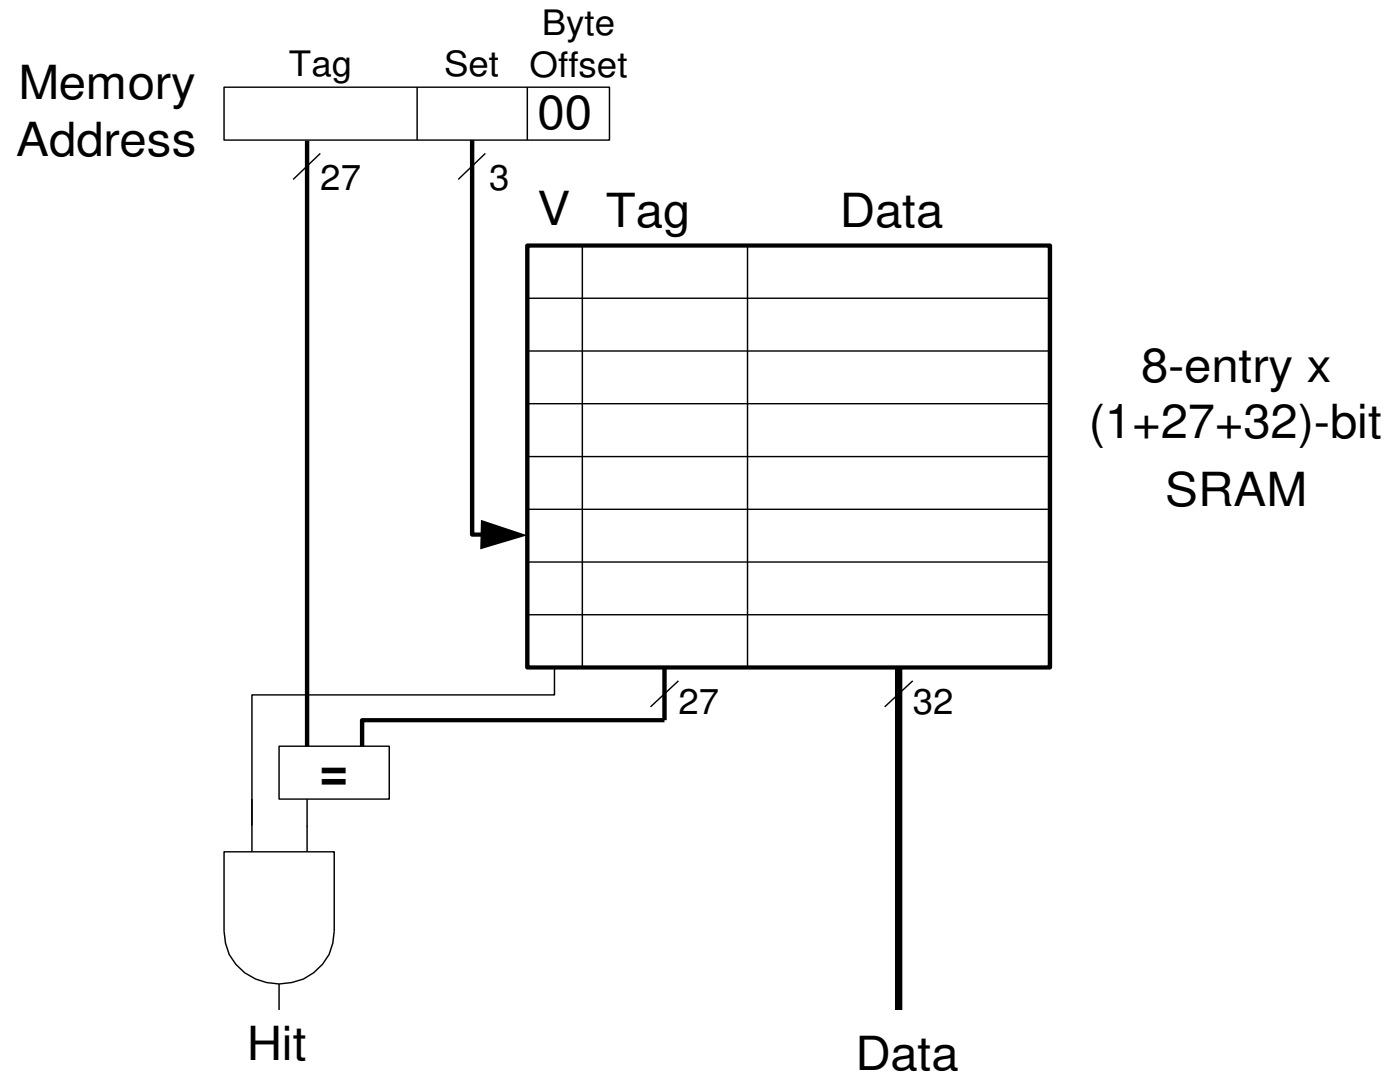 Byte
Tag Set Offset
Memory
Address
00
27
3
V Tag Data
8-entry x
(1+27+32)-bit
SRAM
27
32
=
Hit
Data